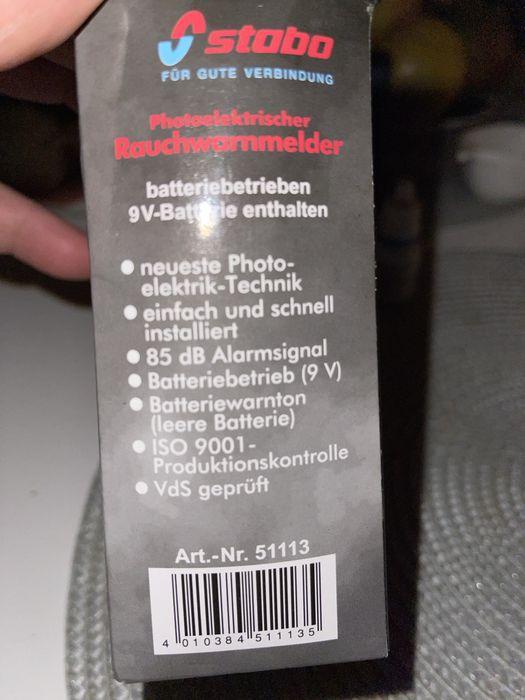 stabo
FÜR GUTE VERBINDUNG
Photoelektrischer
Rauchwarnmelder
batteriebetrieben
9V-Batterie enthalten
neueste Photo-
elektrik-Technik
einfach und schnell
installiert
85 dB Alarmsignal
Batteriebetrieb (9 V)
Batteriewarnton
(leere Batterie)
ISO 9001-
Produktionskontrolle
VdS geprüft
Art.-Nr. 51113
4 010384 511135